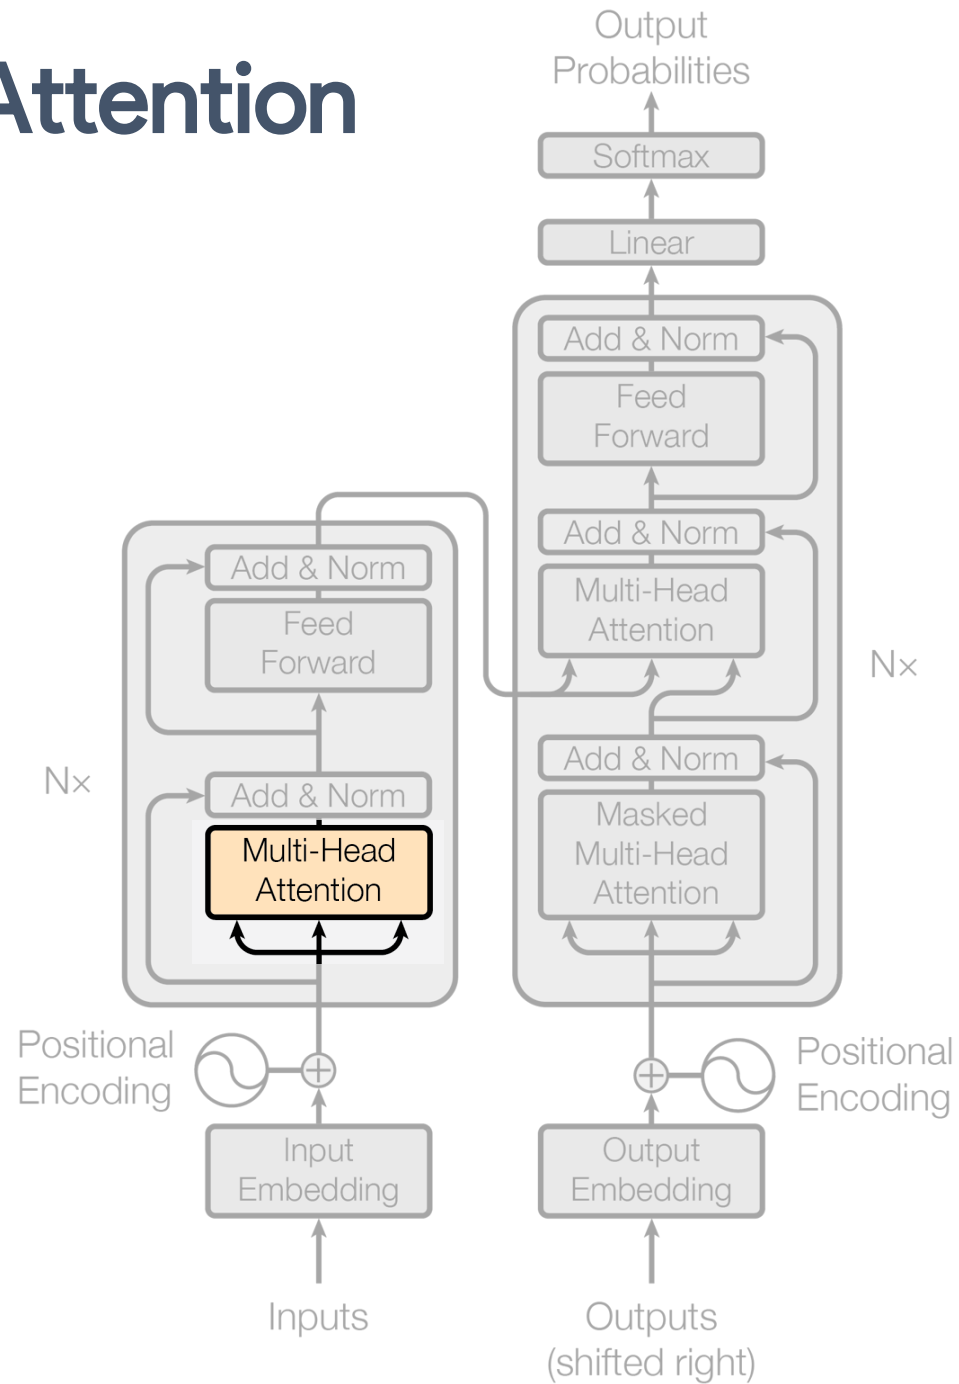 Attention
Output
Probabilities
Softmax
Linear
Add & Norm
Feed
Forward
Add & Norm
Multi-Head
Attention
Add & Norm
Masked
Multi-Head
Attention
Nx
Add & Norm
Feed
Forward
Add & Norm
Multi-Head
Attention
Nx
Positional
Encoding
Input
Embedding
Inputs
Positional
Encoding
Output
Embedding
Outputs
(shifted right)